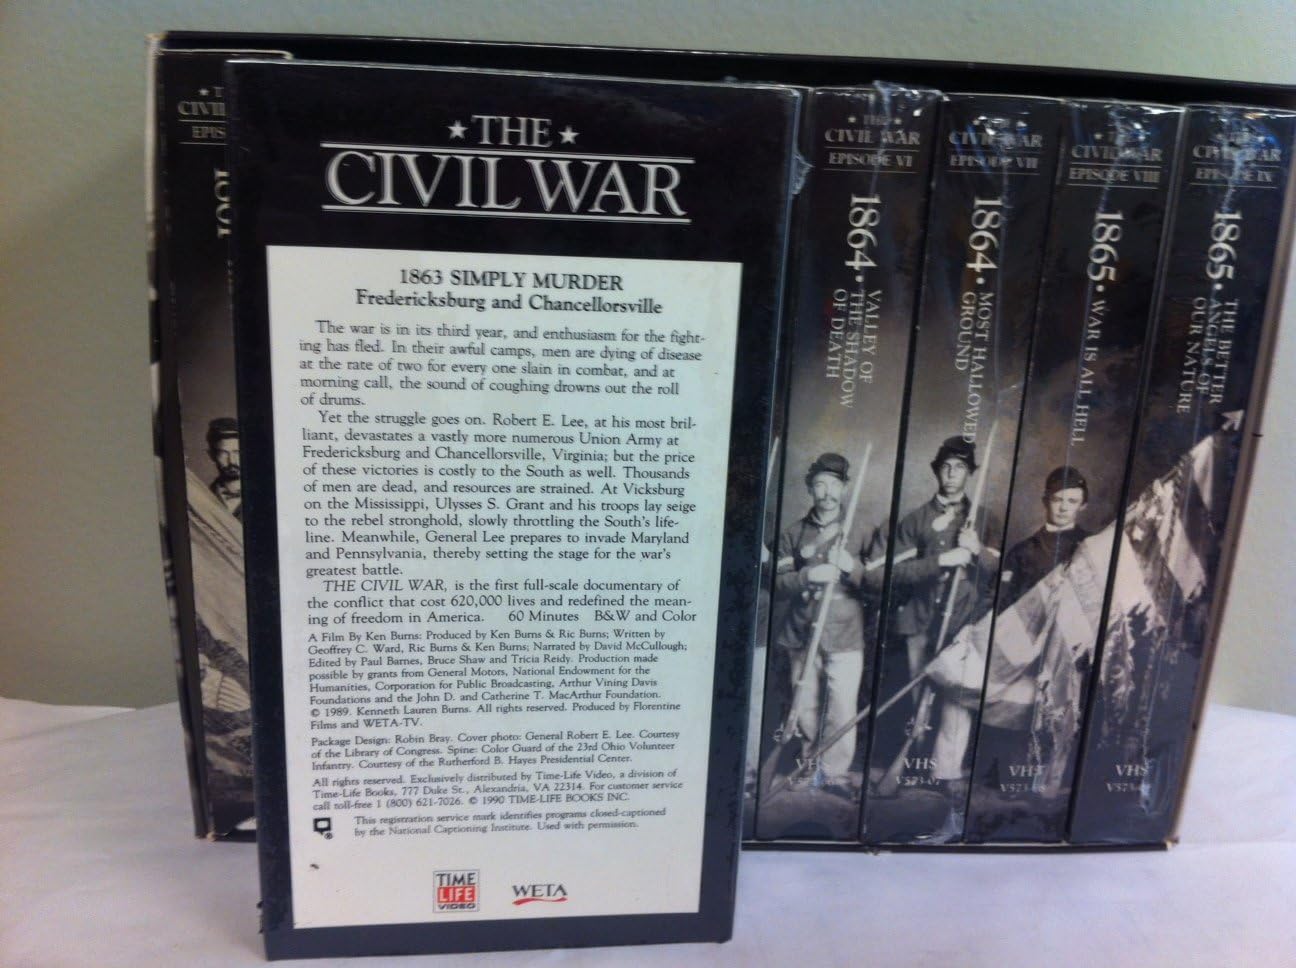 ★ THE ★
CIVIL WAR
1863 SIMPLY MURDER
Fredericksburg and Chancellorsville
The war is in its third year, and enthusiasm for the fight-
ing has fled. In their awful camps, men are dying of disease
at the rate of two for every one slain in combat, and at
morning call, the sound of coughing drowns out the roll
of drums.
Yet the struggle goes on. Robert E. Lee, at his most bril-
liant, devastates a vastly more numerous Union Army at
Fredericksburg and Chancellorsville, Virginia; but the price
of these victories is costly to the South as well. Thousands
of men are dead, and resources are strained. At Vicksburg
on the Mississippi, Ulysses S. Grant and his troops lay seige
to the rebel stronghold, slowly throttling the South's life-
line. Meanwhile, General Lee prepares to invade Maryland
and Pennsylvania, thereby setting the stage for the war's
greatest battle.
THE CIVIL WAR, is the first full-scale documentary of
the conflict that cost 620,000 lives and redefined the mean-
ing of freedom in America. 60 Minutes B&W and Color
A Film By Ken Burns: Produced by Ken Burns & Ric Burns; Written by
Geoffrey C. Ward, Ric Burns & Ken Burns; Narrated by David McCullough;
Edited by Paul Barnes, Bruce Shaw and Tricia Reidy. Production made
possible by grants from General Motors, National Endowment for the
Humanities, Corporation for Public Broadcasting, Arthur Vining Davis
Foundations and the John D. and Catherine T. MacArthur Foundation.
© 1989. Kenneth Lauren Burns. All rights reserved. Produced by Florentine
Films and WETA-TV.
Package Design: Robin Bray. Cover photo: General Robert E. Lee. Courtesy
of the Library of Congress. Spine: Color Guard of the 23rd Ohio Volunteer
Infantry. Courtesy of the Rutherford B. Hayes Presidential Center.
All rights reserved. Exclusively distributed by Time-Life Video, a division of
Time-Life Books, 777 Duke St., Alexandria, VA 22314. For customer service
call toll-free 1 (800) 621-7026. © 1990 TIME-LIFE BOOKS INC.
This registration service mark identifies programs closed-captioned
by the National Captioning Institute. Used with permission.
TIME
LIFE
VIDEO
WETA
THE
CIVIL WAR
EPISODE VI
1864 • VALLEY OF
THE SHADOW
OF DEATH
VHS
CIVIL WAR
EPISODE VII
1864 • MOST HALLOWED
GROUND
VHS
V573-07
THE
CIVIL WAR
EPISODE VIII
1865 • WAR IS ALL HELL
VHS
CIVIL WAR
EPISODE IX
1865 • THE BETTER
ANGELS OF
OUR NATURE
VHS